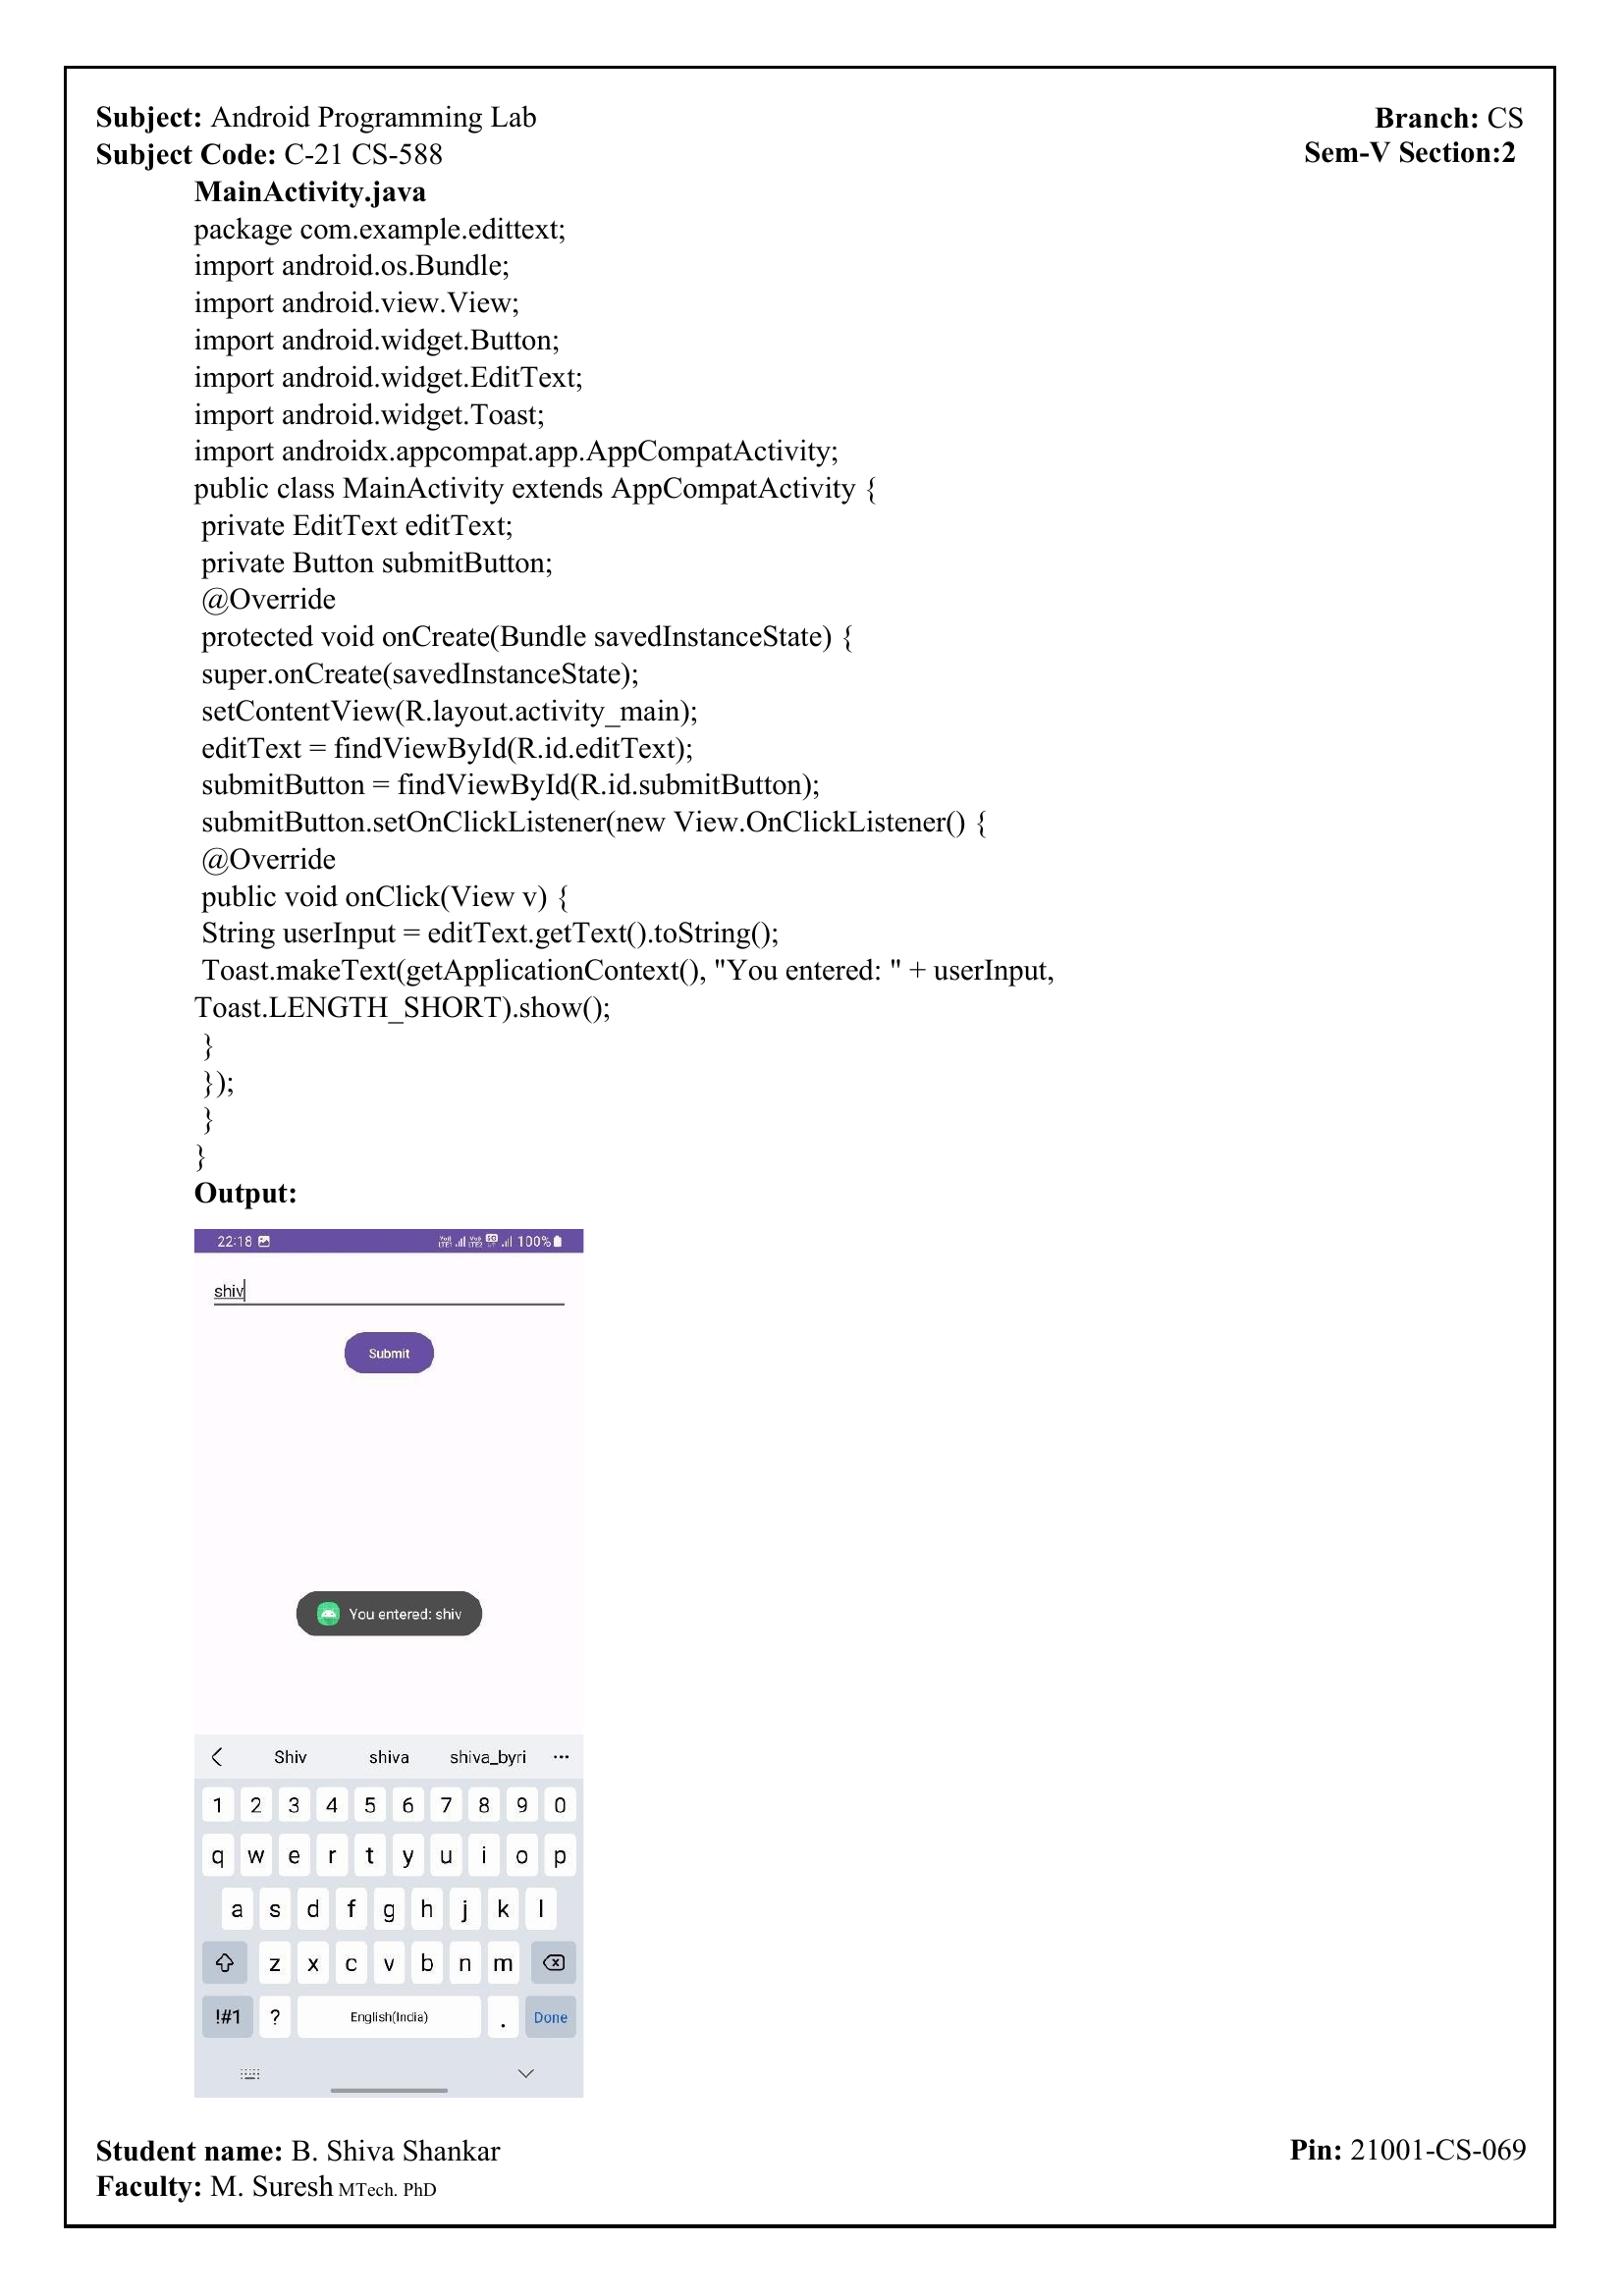 Subject: Android Programming Lab
Branch: CS
Subject Code: C-21 CS-588
Sem-V Section:2
MainActivity.java
package com.example.edittext;
import android.os.Bundle;
import android.view.View;
import android.widget.Button;
import android.widget.EditText;
import android.widget.Toast;
import androidx.appcompat.app.AppCompatActivity;
public class MainActivity extends AppCompatActivity {
private EditText editText;
private Button submitButton;
@Override
protected void onCreate(Bundle savedInstanceState) {
super.onCreate(savedInstanceState);
setContentView(R.layout.activity_main);
editText = findViewById(R.id.editText);
submitButton = findViewById(R.id.submitButton);
submitButton.setOnClickListener(new View.OnClickListener() {
@Override
public void onClick(View v) {
String userInput = editText.getText().toString();
Toast.makeText(getApplicationContext(), "You entered: " + userInput,
Toast.LENGTH_SHORT).show();
}
});
}
}
Output:
22:18 100%
shiv
Submit
You entered: shiv
Shiv shiva shiva_byri ...
1 2 3 4 5 6 7 8 9 0
q w e r t y u i o p
a s d f g h j k l
z x c v b n m
!#1 ? English(India) . Done
Student name: B. Shiva Shankar
Pin: 21001-CS-069
Faculty: M. Suresh MTech. PhD